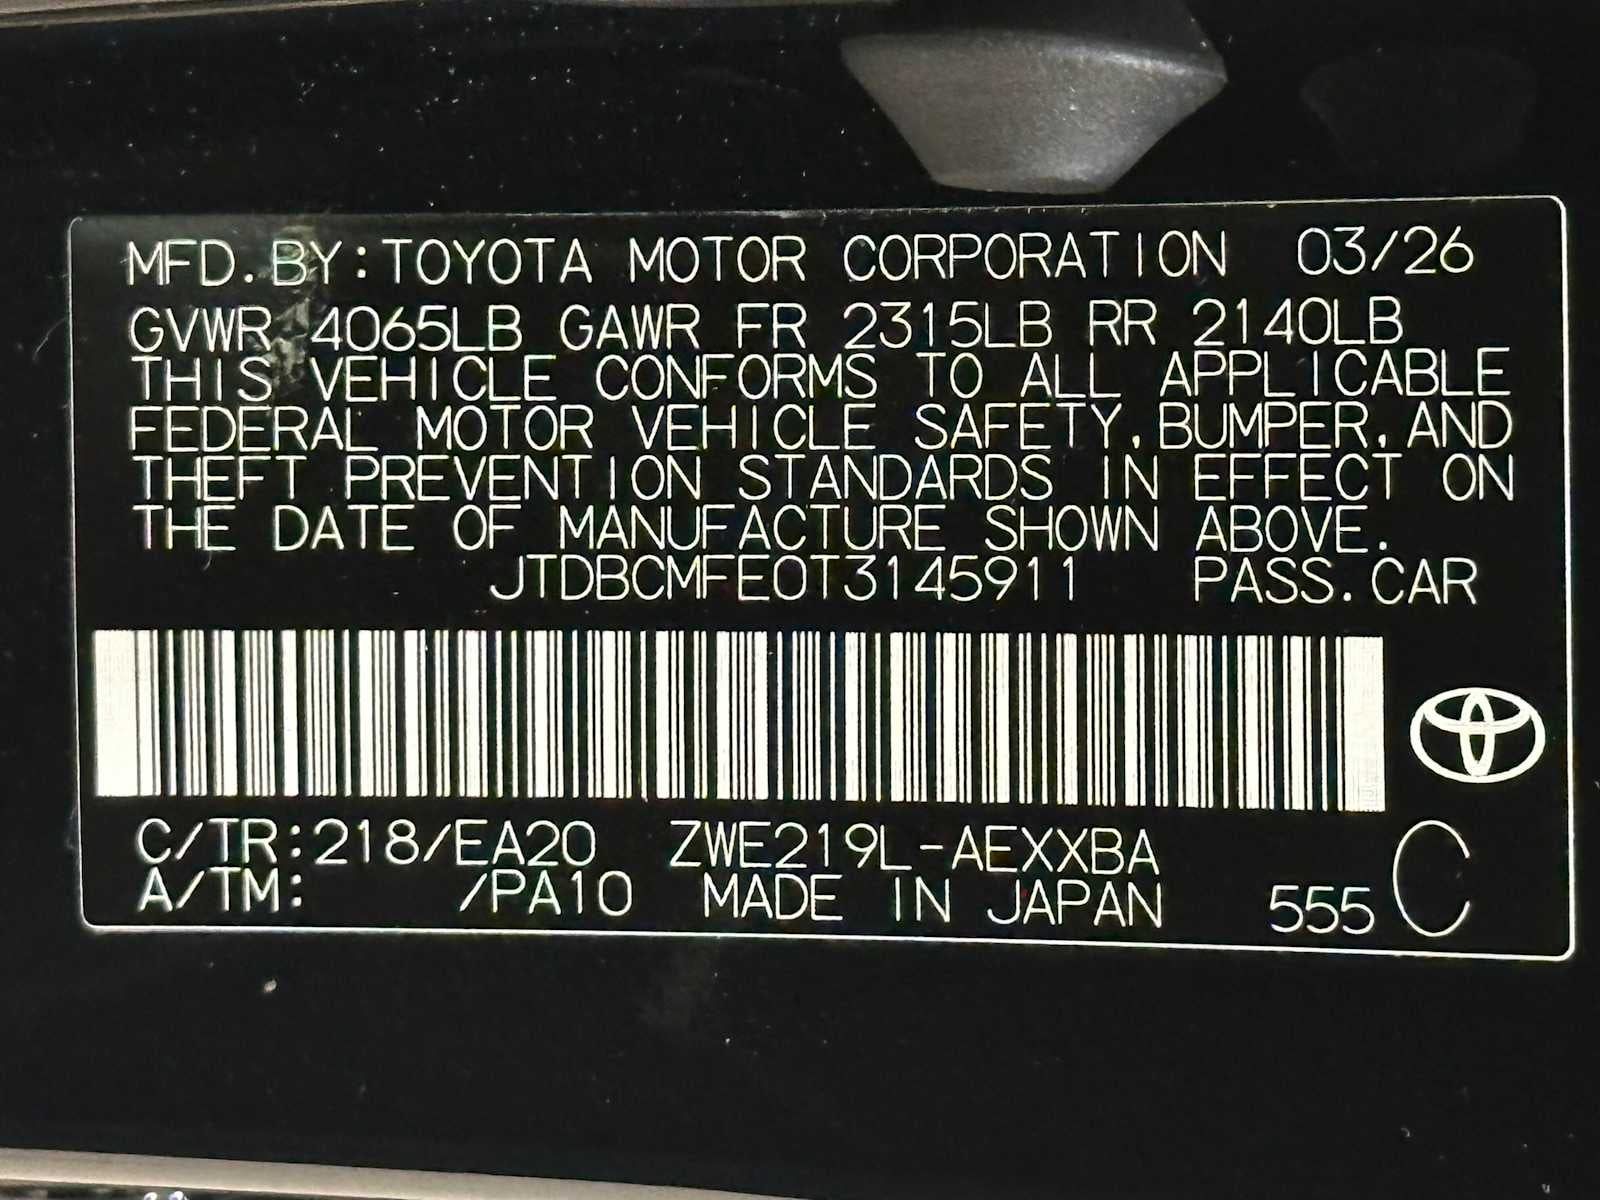 MFD. BY: TOYOTA MOTOR CORPORATION 03/26
GVWR 4065LB GAWR FR 2315LB RR 2140LB
THIS VEHICLE CONFORMS TO ALL APPLICABLE
FEDERAL MOTOR VEHICLE SAFETY, BUMPER, AND
THEFT PREVENTION STANDARDS IN EFFECT ON
THE DATE OF MANUFACTURE SHOWN ABOVE.
JTDBCMFE0T3145911 PASS. CAR
C/TR: 218/EA20 ZWE219L-AEXXBA
A/TM: /PA10 MADE IN JAPAN 555 C